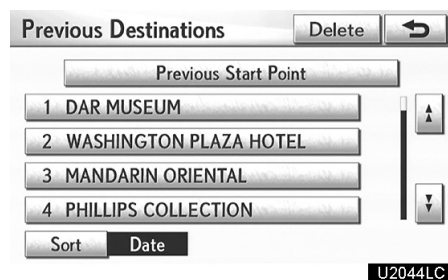 Previous Destinations Delete
Previous Start Point
1 DAR MUSEUM
2 WASHINGTON PLAZA HOTEL
3 MANDARIN ORIENTAL
4 PHILLIPS COLLECTION
Sort Date
U2044LC